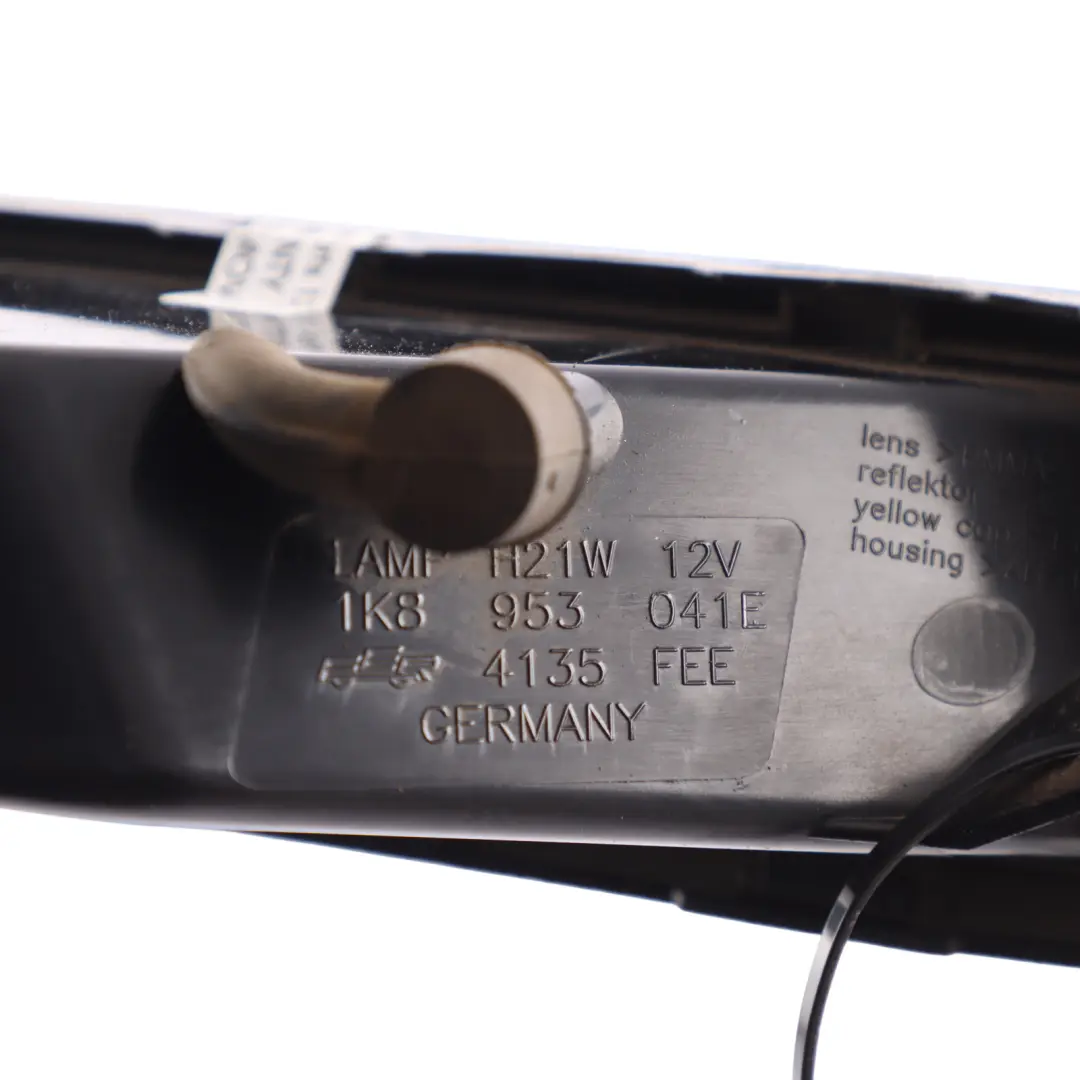 lens
reflektor
yellow
housing
LAMP H21W 12V
1K8 953 041E
4135 FEE
GERMANY